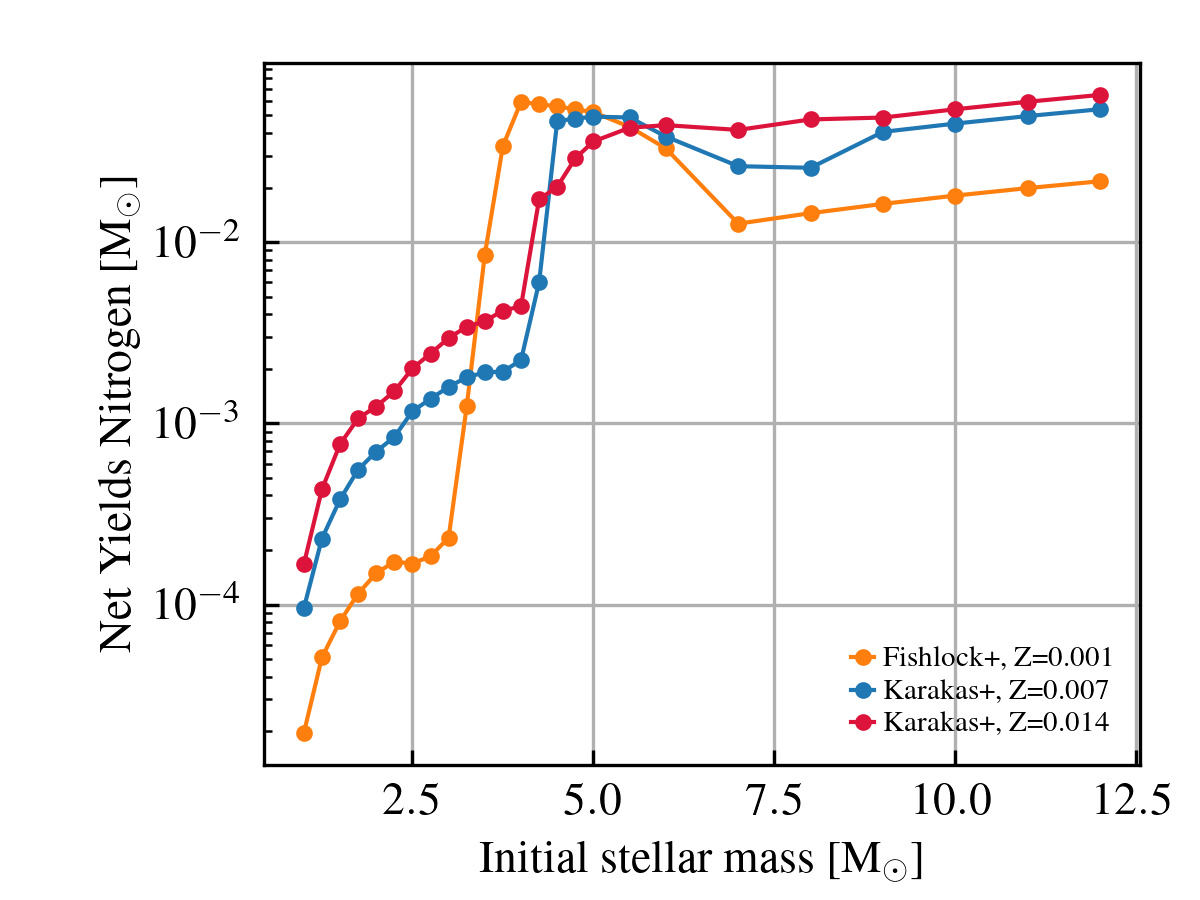 Net Yields Nitrogen [M☉]
10⁻²
10⁻³
10⁻⁴
Fishlock+, Z=0.001
Karakas+, Z=0.007
Karakas+, Z=0.014
2.5 5.0 7.5 10.0 12.5
Initial stellar mass [M☉]